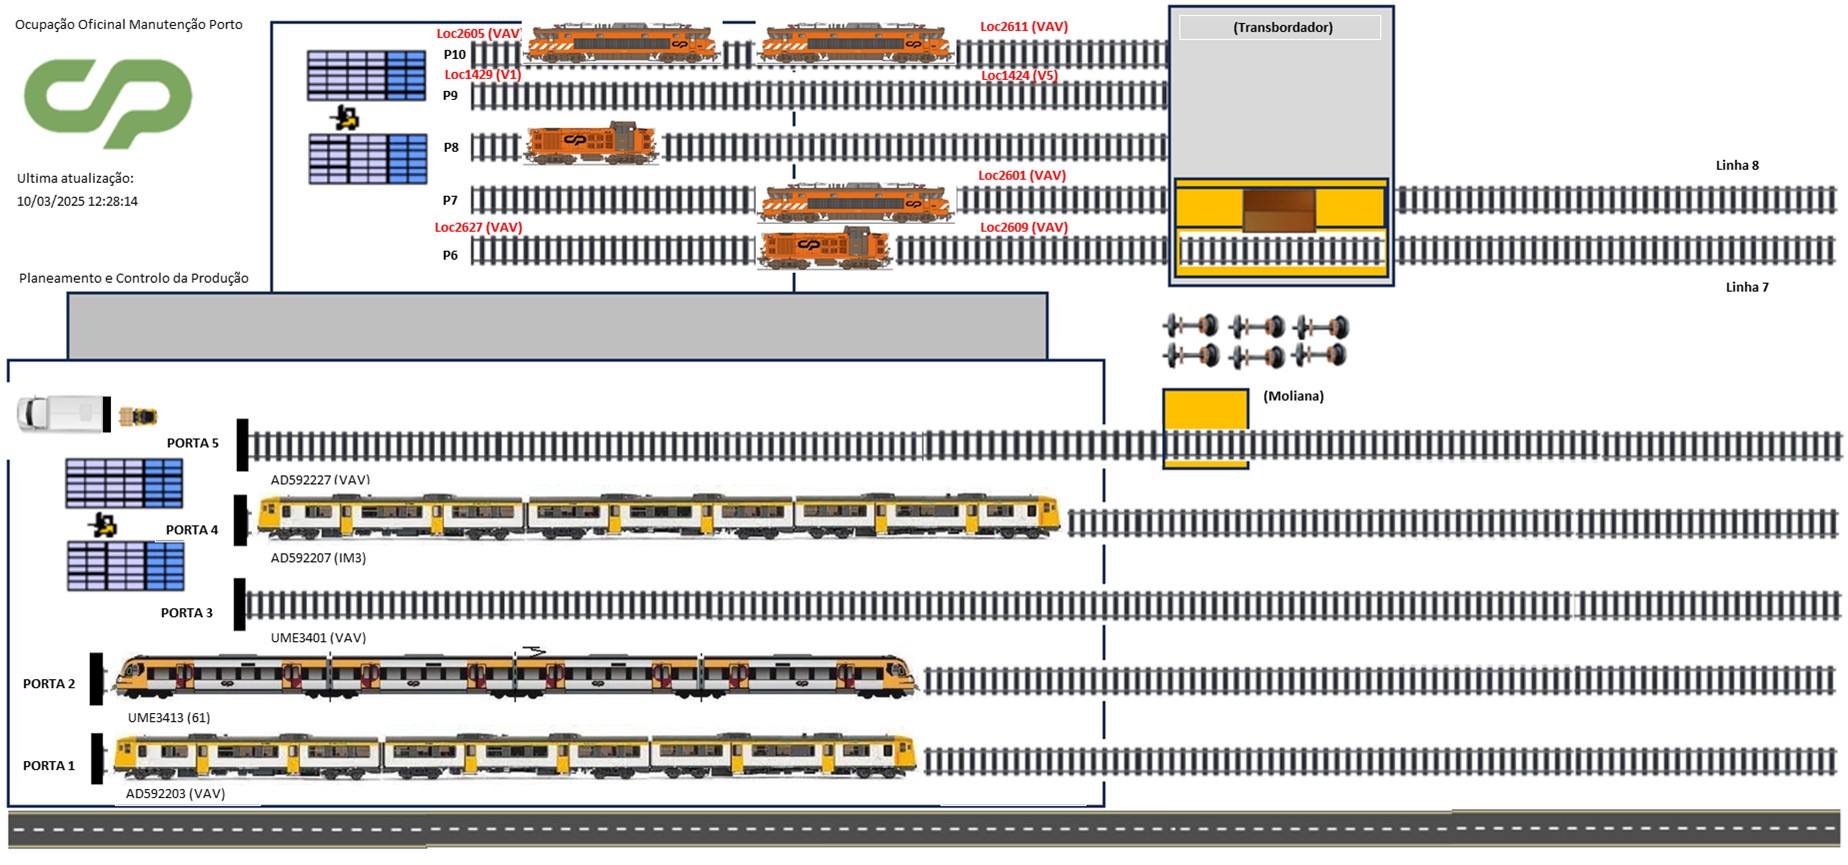 Ocupação Oficinal Manutenção Porto
Ultima atualização:
10/03/2025 12:28:14
Planeamento e Controlo da Produção
Loc2605 (VAV)
Loc2611 (VAV)
P10
Loc1429 (V1)
Loc1424 (V5)
P9
P8
Loc2601 (VAV)
P7
Loc2627 (VAV)
Loc2609 (VAV)
P6
(Transbordador)
Linha 8
Linha 7
(Moliana)
PORTA 5
AD592227 (VAV)
PORTA 4
AD592207 (IM3)
PORTA 3
UME3401 (VAV)
PORTA 2
UME3413 (61)
PORTA 1
AD592203 (VAV)